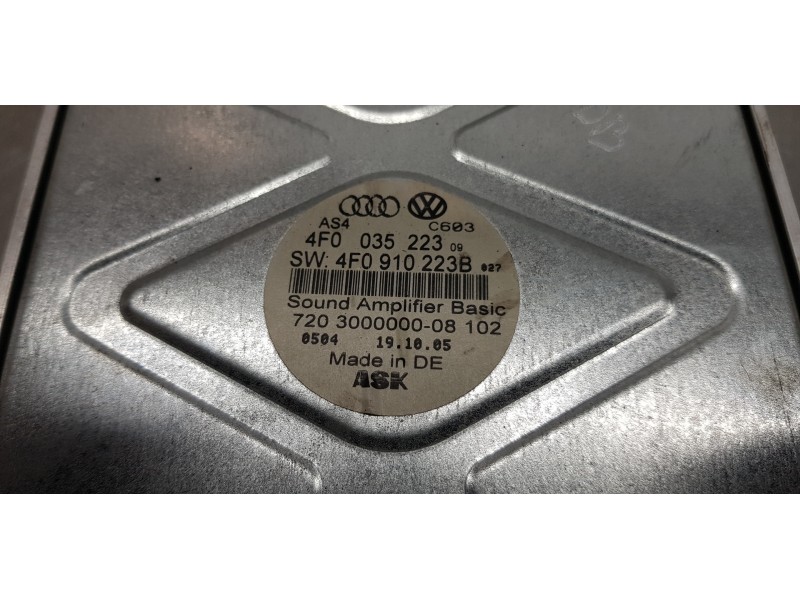 AS4 C603
4F0 035 223 09
SW: 4F0 910 223B 027
Sound Amplifier Basic
720 3000000-08 102
0504 19.10.05
Made in DE
ASK